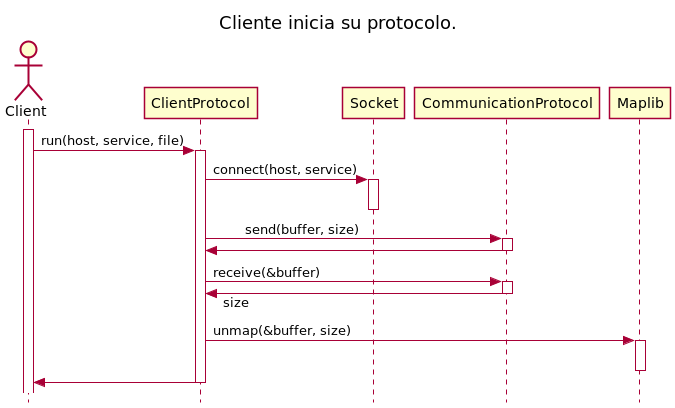 Cliente inicia su protocolo.
Client
ClientProtocol
Socket
CommunicationProtocol
Maplib
run(host, service, file)
connect(host, service)
send(buffer, size)
receive(&buffer)
size
unmap(&buffer, size)